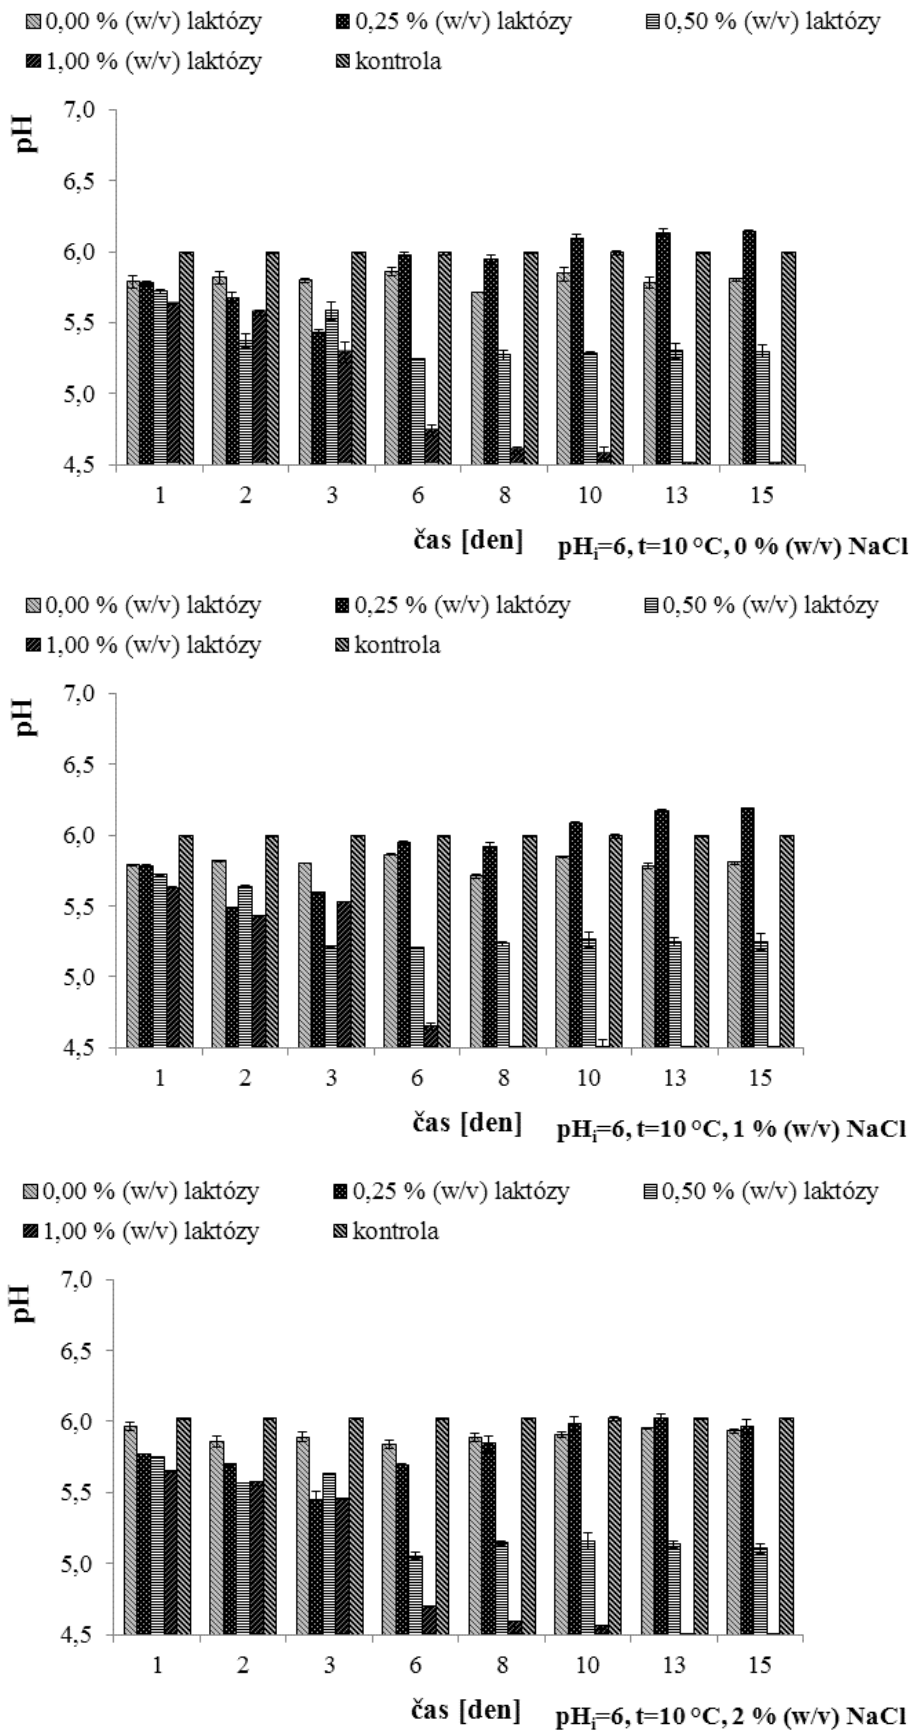 0,00 % (w/v) laktózy 0,25 % (w/v) laktózy 0,50 % (w/v) laktózy
1,00 % (w/v) laktózy kontrola
pH
7,0
6,5
6,0
5,5
5,0
4,5
1 2 3 6 8 10 13 15
čas [den] pHi=6, t=10 °C, 0 % (w/v) NaCl
0,00 % (w/v) laktózy 0,25 % (w/v) laktózy 0,50 % (w/v) laktózy
1,00 % (w/v) laktózy kontrola
pH
7,0
6,5
6,0
5,5
5,0
4,5
1 2 3 6 8 10 13 15
čas [den] pHi=6, t=10 °C, 1 % (w/v) NaCl
0,00 % (w/v) laktózy 0,25 % (w/v) laktózy 0,50 % (w/v) laktózy
1,00 % (w/v) laktózy kontrola
pH
7,0
6,5
6,0
5,5
5,0
4,5
1 2 3 6 8 10 13 15
čas [den] pHi=6, t=10 °C, 2 % (w/v) NaCl